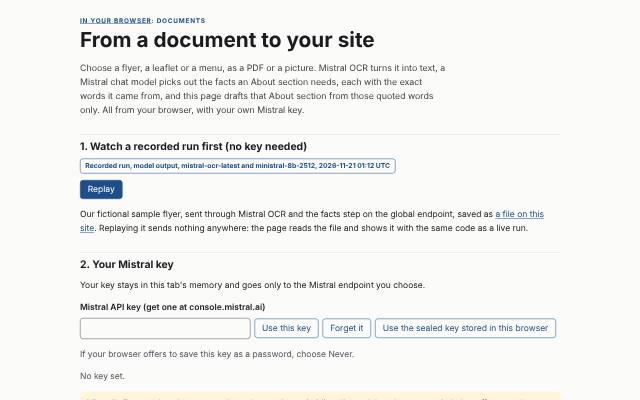 IN YOUR BROWSER: DOCUMENTS
From a document to your site
Choose a flyer, a leaflet or a menu, as a PDF or a picture. Mistral OCR turns it into text, a
Mistral chat model picks out the facts an About section needs, each with the exact
words it came from, and this page drafts that About section from those quoted words
only. All from your browser, with your own Mistral key.
1. Watch a recorded run first (no key needed)
Recorded run, model output, mistral-ocr-latest and ministral-8b-2512, 2026-11-21 01:12 UTC
Replay
Our fictional sample flyer, sent through Mistral OCR and the facts step on the global endpoint, saved as a file on this
site. Replaying it sends nothing anywhere: the page reads the file and shows it with the same code as a live run.
2. Your Mistral key
Your key stays in this tab's memory and goes only to the Mistral endpoint you choose.
Mistral API key (get one at console.mistral.ai)
Use this key
Forget it
Use the sealed key stored in this browser
If your browser offers to save this key as a password, choose Never.
No key set.